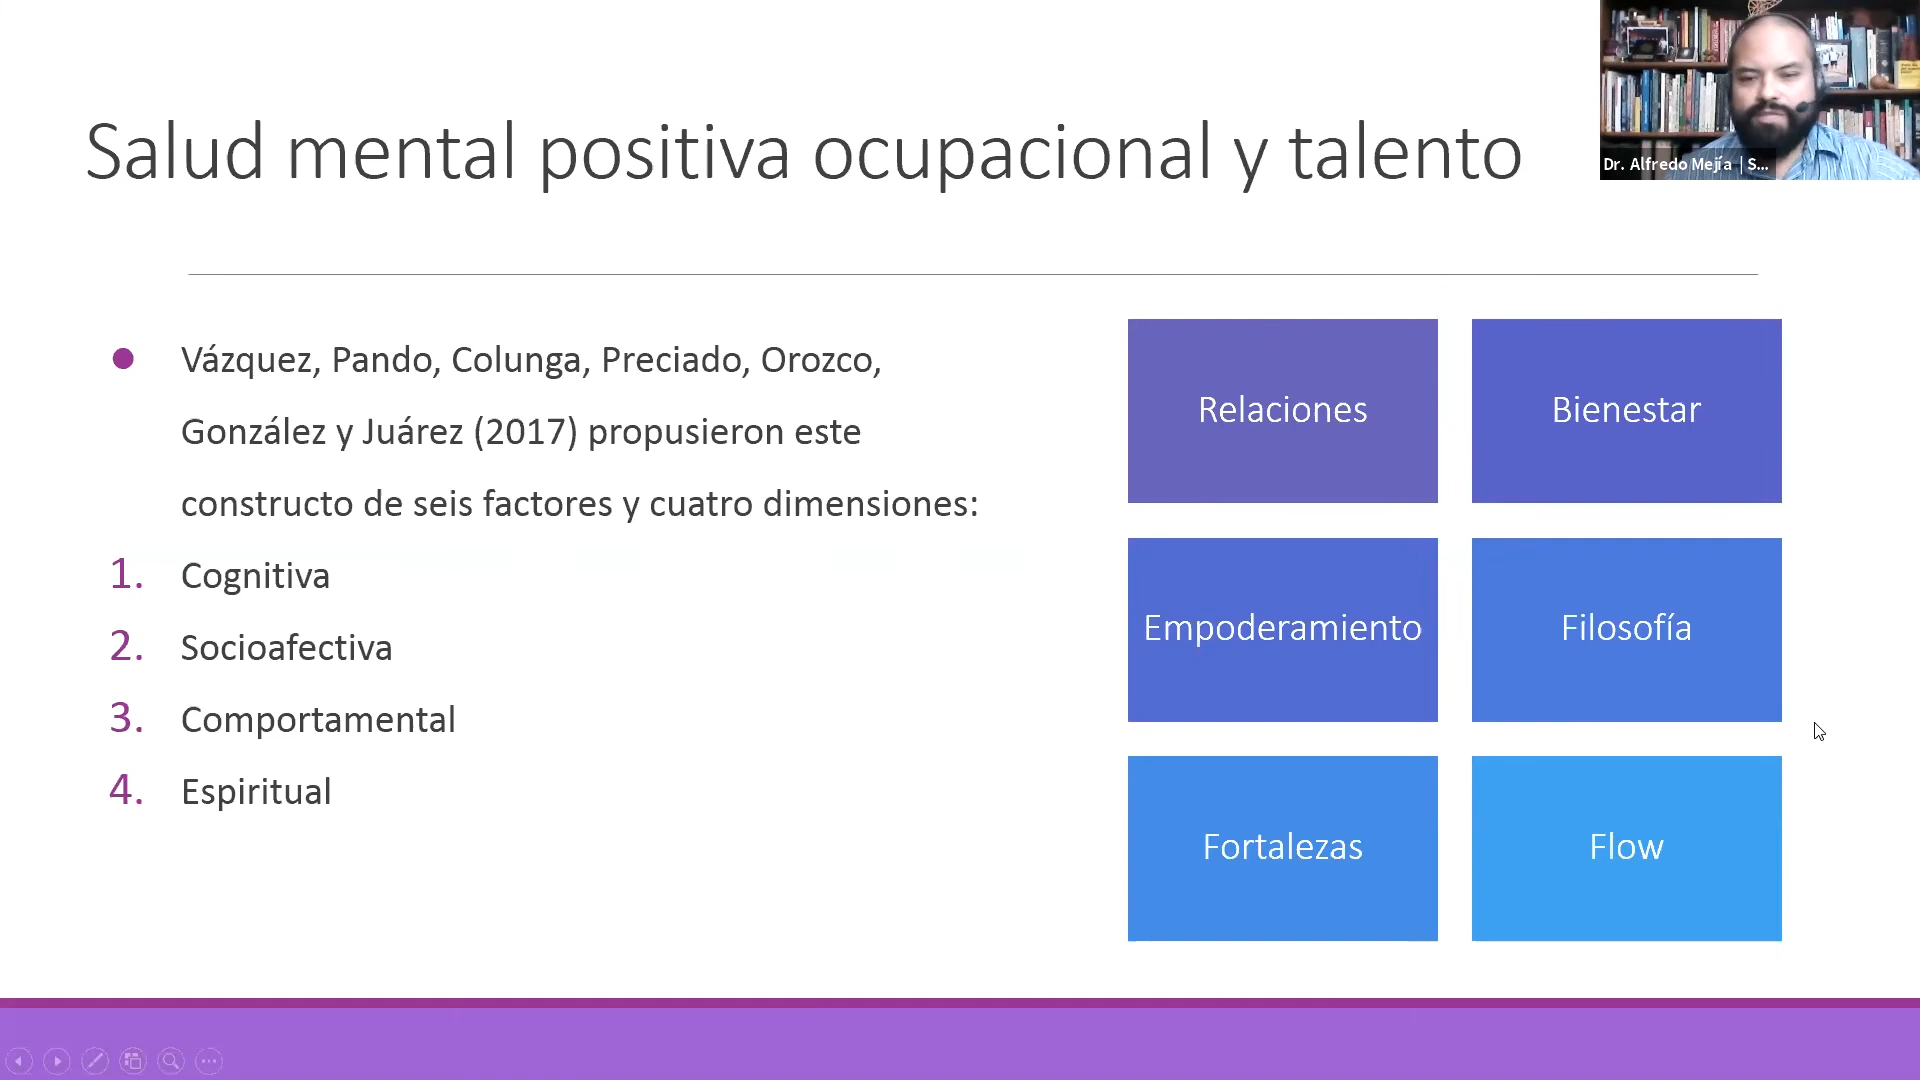 Salud mental positiva ocupacional y talento
Dr. Alfredo Mejía | S...
Vázquez, Pando, Colunga, Preciado, Orozco,
González y Juárez (2017) propusieron este
constructo de seis factores y cuatro dimensiones:
1. Cognitiva
2. Socioafectiva
3. Comportamental
4. Espiritual
Relaciones
Bienestar
Empoderamiento
Filosofía
Fortalezas
Flow